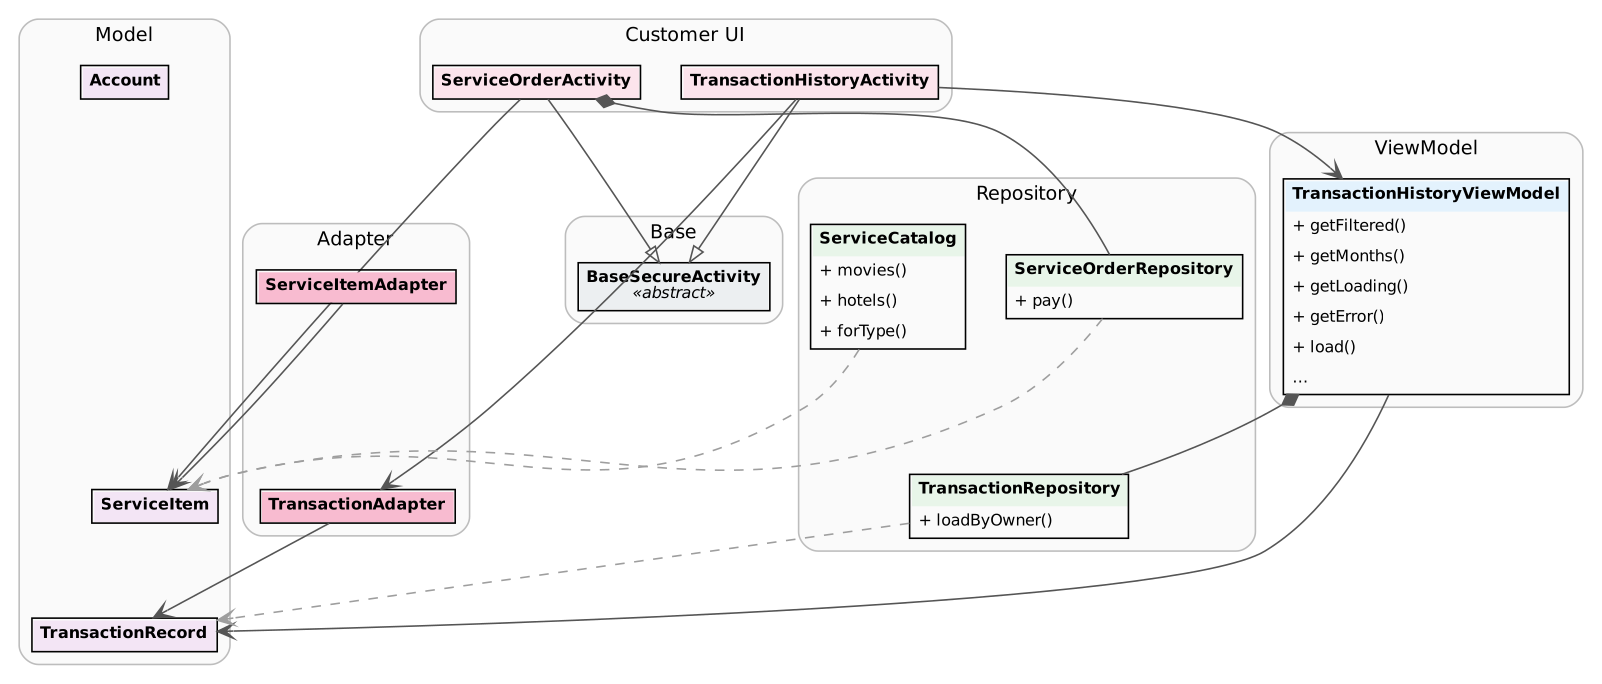 Model
Account
ServiceItem
TransactionRecord
Customer UI
ServiceOrderActivity
TransactionHistoryActivity
Adapter
ServiceItemAdapter
TransactionAdapter
Base
BaseSecureActivity
«abstract»
Repository
ServiceCatalog
+ movies()
+ hotels()
+ forType()
ServiceOrderRepository
+ pay()
TransactionRepository
+ loadByOwner()
ViewModel
TransactionHistoryViewModel
+ getFiltered()
+ getMonths()
+ getLoading()
+ getError()
+ load()
...